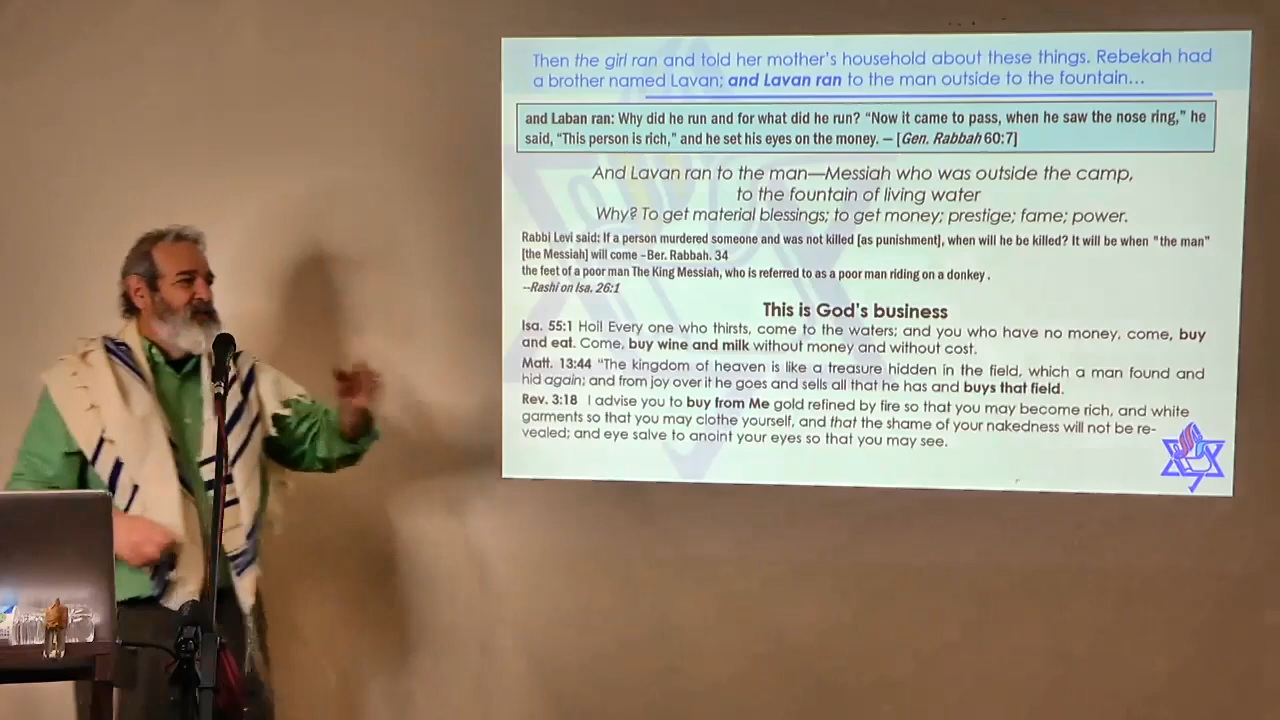 Then the girl ran and told her mother's household about these things. Rebekah had
a brother named Lavan; and Lavan ran to the man outside to the fountain…
and Laban ran: Why did he run and for what did he run? "Now it came to pass, when he saw the nose ring," he
said, "This person is rich," and he set his eyes on the money. — [Gen. Rabbah 60:7]
And Lavan ran to the man—Messiah who was outside the camp,
to the fountain of living water
Why? To get material blessings; to get money; prestige; fame; power.
Rabbi Levi said: If a person murdered someone and was not killed [as punishment], when will he be killed? It will be when "the man"
[the Messiah] will come –Ber. Rabbah. 34
the feet of a poor man The King Messiah, who is referred to as a poor man riding on a donkey .
--Rashi on Isa. 26:1
This is God's business
Isa. 55:1 Hoi! Every one who thirsts, come to the waters; and you who have no money, come, buy
and eat. Come, buy wine and milk without money and without cost.
Matt. 13:44 "The kingdom of heaven is like a treasure hidden in the field, which a man found and
hid again; and from joy over it he goes and sells all that he has and buys that field.
Rev. 3:18 I advise you to buy from Me gold refined by fire so that you may become rich, and white
garments so that you may clothe yourself, and that the shame of your nakedness will not be re-
vealed; and eye salve to anoint your eyes so that you may see.